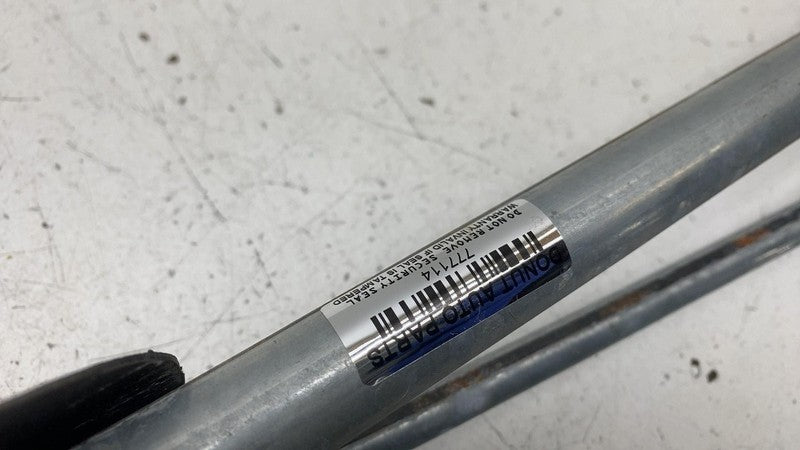 DONUT AUTO PARTS
777114
DO NOT REMOVE SECURITY SEAL
WARRANTY INVALID IF SEAL IS TAMPERED